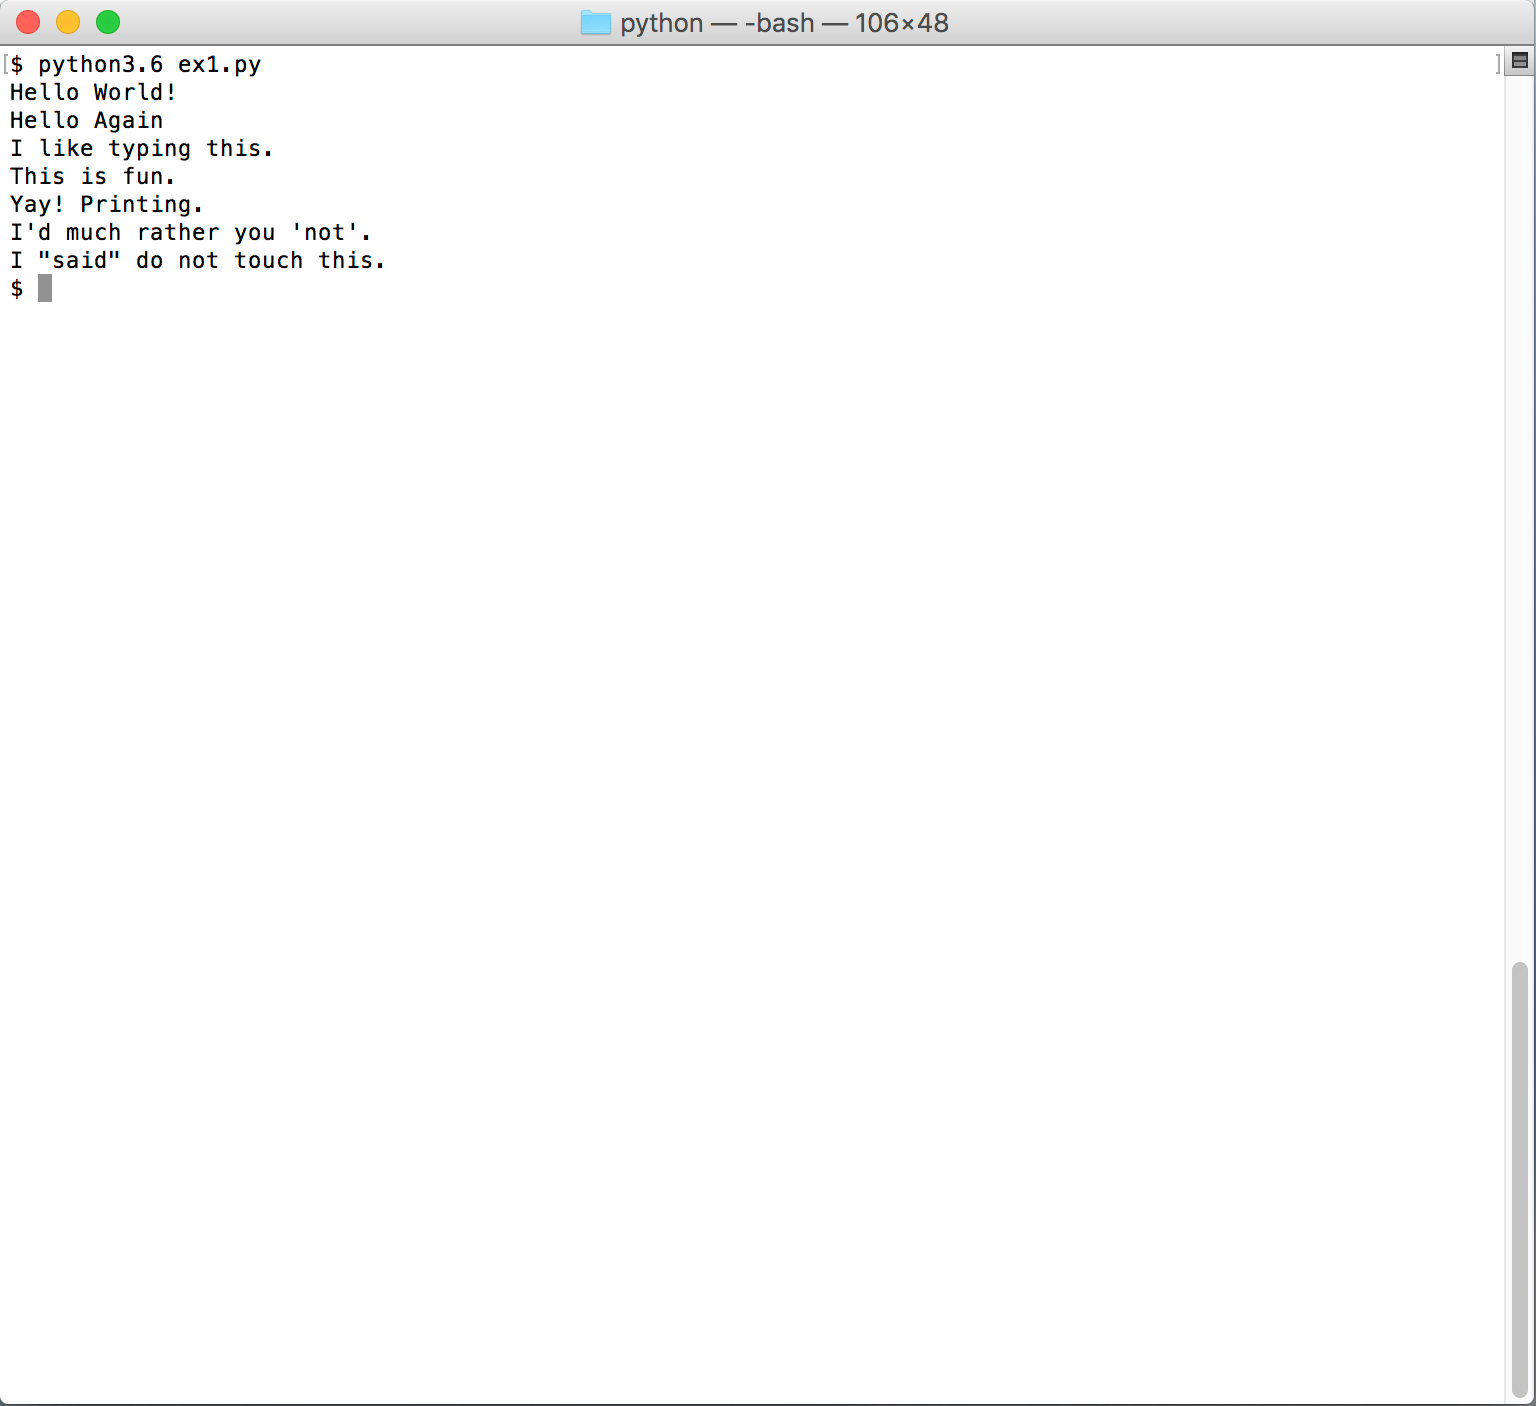 python — -bash — 106×48
$ python3.6 ex1.py
Hello World!
Hello Again
I like typing this.
This is fun.
Yay! Printing.
I'd much rather you 'not'.
I "said" do not touch this.
$